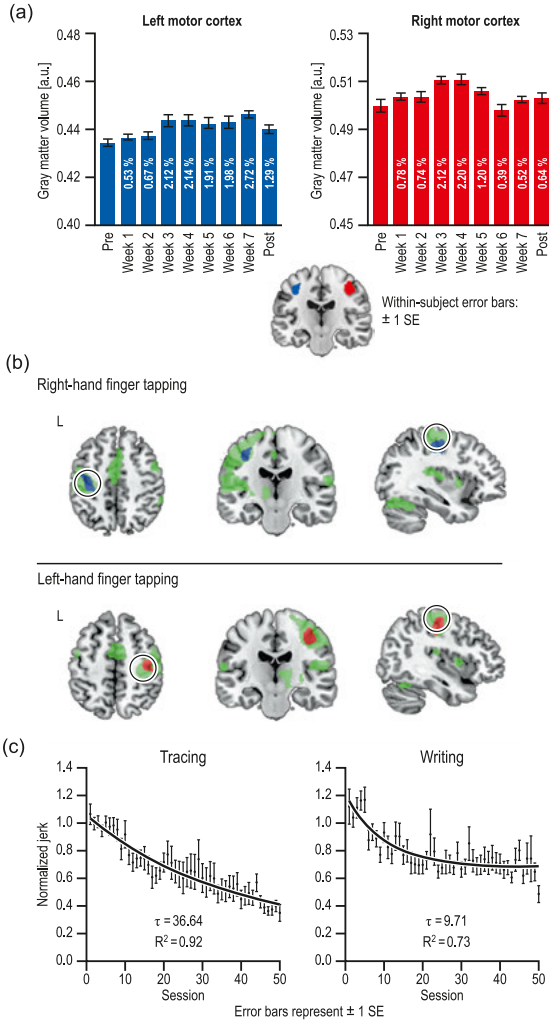 (a)
Left motor cortex
Gray matter volume [a.u.]
0.48
0.46
0.44
0.42
0.40
0.53 %
0.67 %
2.12 %
2.14 %
1.91 %
1.98 %
2.72 %
1.29 %
Pre
Week 1
Week 2
Week 3
Week 4
Week 5
Week 6
Week 7
Post
Right motor cortex
Gray matter volume [a.u.]
0.53
0.51
0.49
0.47
0.45
0.78 %
0.74 %
2.12 %
2.20 %
1.20 %
0.39 %
0.52 %
0.64 %
Pre
Week 1
Week 2
Week 3
Week 4
Week 5
Week 6
Week 7
Post
Within-subject error bars:
± 1 SE
(b)
Right-hand finger tapping
L
Left-hand finger tapping
L
(c)
Tracing
Normalized jerk
1.4
1.2
1.0
0.8
0.6
0.4
0.2
0.0
τ = 36.64
R² = 0.92
0
10
20
30
40
50
Session
Writing
1.4
1.2
1.0
0.8
0.6
0.4
0.2
0.0
τ = 9.71
R² = 0.73
0
10
20
30
40
50
Session
Error bars represent ± 1 SE